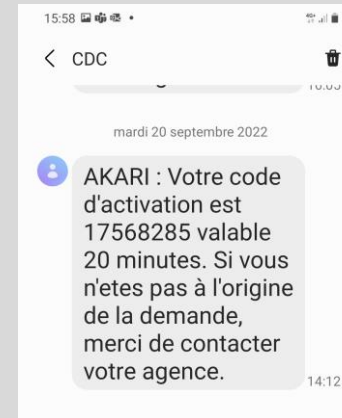 15:58
CDC
mardi 20 septembre 2022
AKARI : Votre code
d'activation est
17568285 valable
20 minutes. Si vous
n'etes pas à l'origine
de la demande,
merci de contacter
votre agence.
14:12